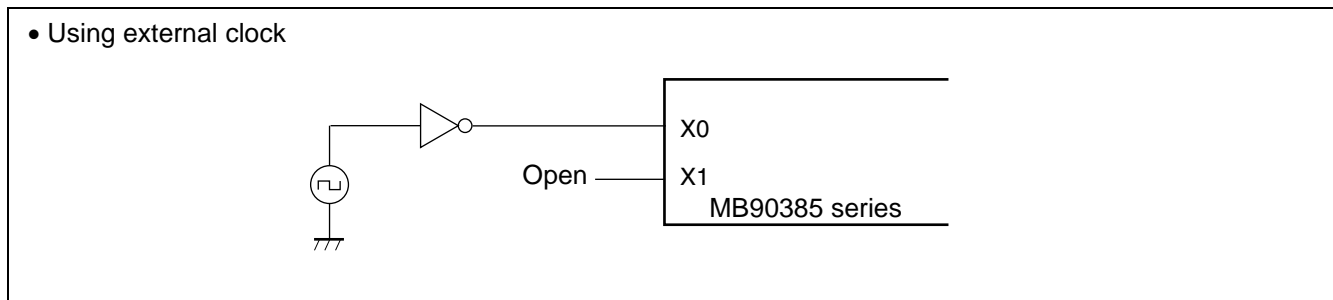 • Using external clock
X0
Open X1
MB90385 series